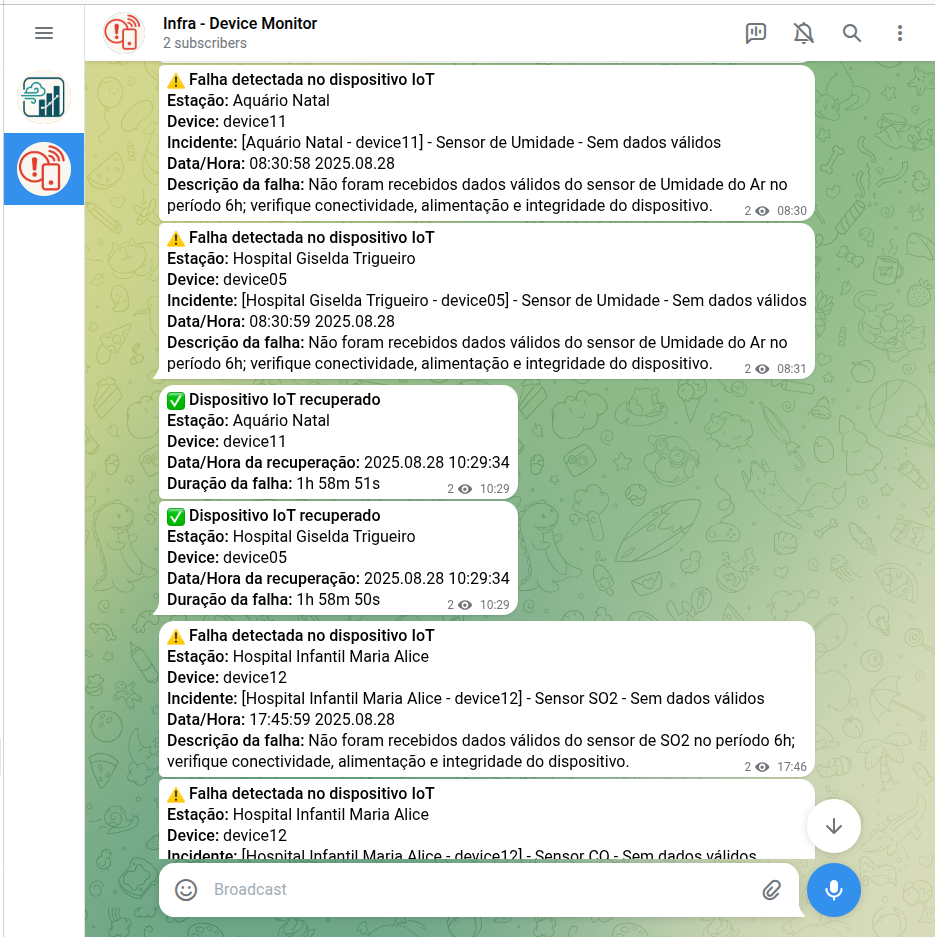 Infra - Device Monitor
2 subscribers
Falha detectada no dispositivo IoT
Estação: Aquário Natal
Device: device11
Incidente: [Aquário Natal - device11] - Sensor de Umidade - Sem dados válidos
Data/Hora: 08:30:58 2025.08.28
Descrição da falha: Não foram recebidos dados válidos do sensor de Umidade do Ar no
período 6h; verifique conectividade, alimentação e integridade do dispositivo.
2 08:30
Falha detectada no dispositivo IoT
Estação: Hospital Giselda Trigueiro
Device: device05
Incidente: [Hospital Giselda Trigueiro - device05] - Sensor de Umidade - Sem dados válidos
Data/Hora: 08:30:59 2025.08.28
Descrição da falha: Não foram recebidos dados válidos do sensor de Umidade do Ar no
período 6h; verifique conectividade, alimentação e integridade do dispositivo.
2 08:31
Dispositivo IoT recuperado
Estação: Aquário Natal
Device: device11
Data/Hora da recuperação: 2025.08.28 10:29:34
Duração da falha: 1h 58m 51s
2 10:29
Dispositivo IoT recuperado
Estação: Hospital Giselda Trigueiro
Device: device05
Data/Hora da recuperação: 2025.08.28 10:29:34
Duração da falha: 1h 58m 50s
2 10:29
Falha detectada no dispositivo IoT
Estação: Hospital Infantil Maria Alice
Device: device12
Incidente: [Hospital Infantil Maria Alice - device12] - Sensor SO2 - Sem dados válidos
Data/Hora: 17:45:59 2025.08.28
Descrição da falha: Não foram recebidos dados válidos do sensor de SO2 no período 6h;
verifique conectividade, alimentação e integridade do dispositivo.
2 17:46
Falha detectada no dispositivo IoT
Estação: Hospital Infantil Maria Alice
Device: device12
Incidente: [Hospital Infantil Maria Alice - device12] - Sensor CO - Sem dados válidos
Broadcast